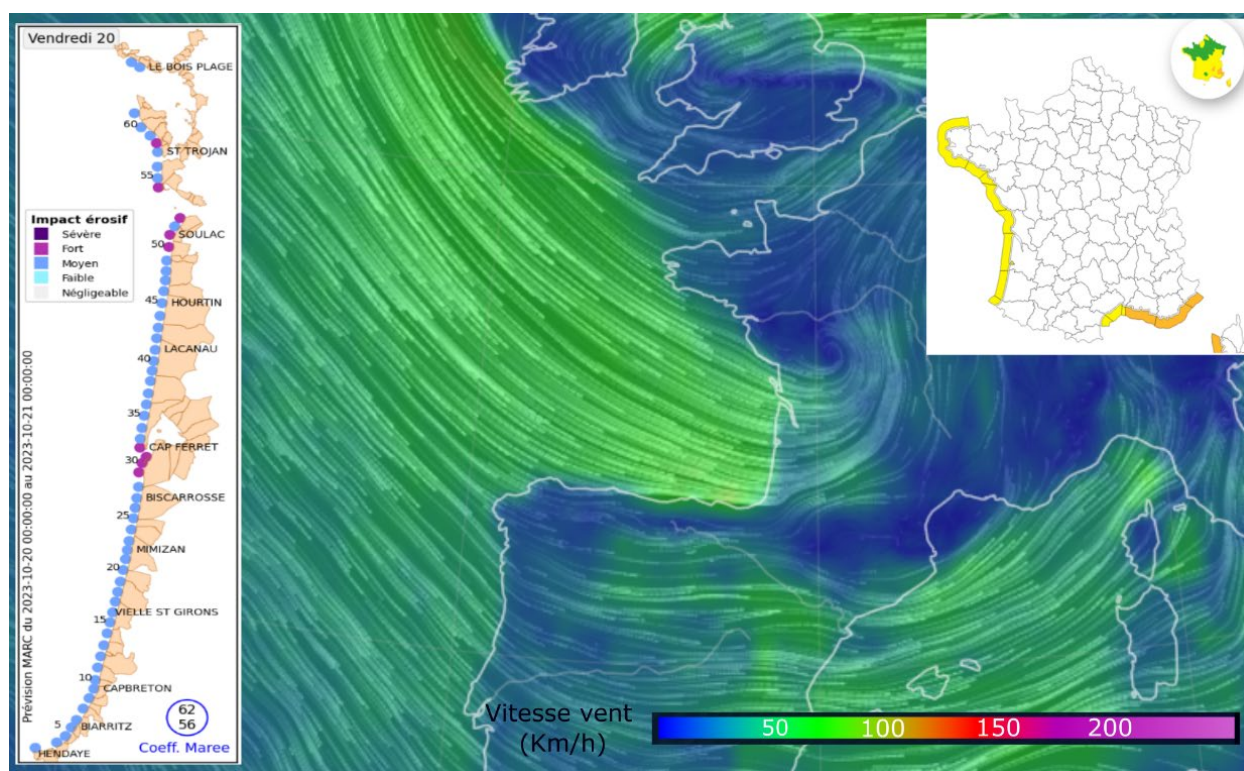 Vendredi 20
LE BOIS PLAGE
60
ST TROJAN
55
Impact érosif
Sévère
Fort
Moyen
Faible
Négligeable
SOULAC
50
45
HOURTIN
LACANAU
40
35
CAP FERRET
30
BISCARROSSE
25
MIMIZAN
20
VIELLE ST GIRONS
15
10
CAPBRETON
5
BIARRITZ
HENDAYE
62
56
Coeff. Maree
Prévision MARC du 2023-10-20 00:00:00 au 2023-10-21 00:00:00
Vitesse vent
(Km/h)
50 100 150 200